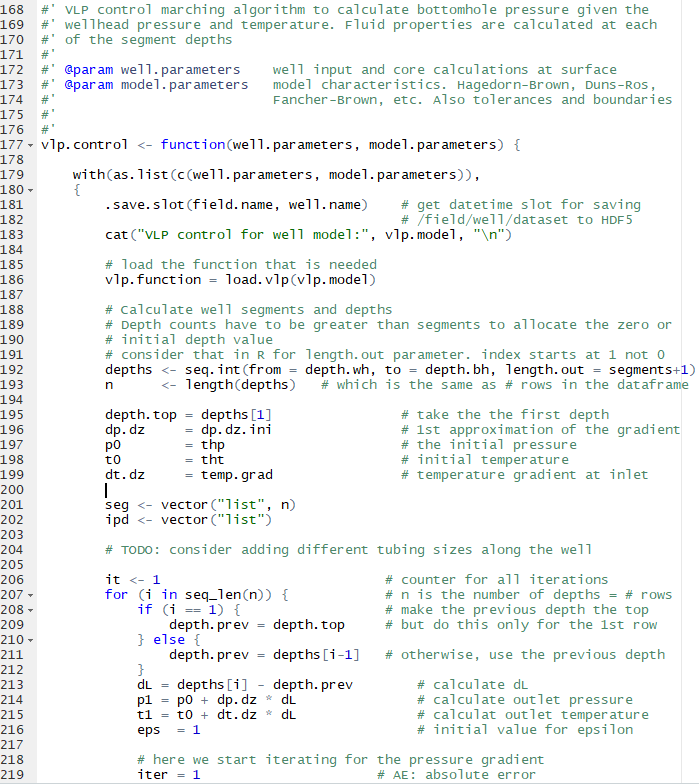 168 #' VLP control marching algorithm to calculate bottomhole pressure given the
169 #' wellhead pressure and temperature. Fluid properties are calculated at each
170 #' of the segment depths
171 #'
172 #' @param well.parameters    well input and core calculations at surface
173 #' @param model.parameters   model characteristics. Hagedorn-Brown, Duns-Ros,
174 #'                           Fancher-Brown, etc. Also tolerances and boundaries
175 #'
176 #'
177 vlp.control <- function(well.parameters, model.parameters) {
178
179     with(as.list(c(well.parameters, model.parameters)),
180     {
181         .save.slot(field.name, well.name)    # get datetime slot for saving
182                                              # /field/well/dataset to HDF5
183         cat("VLP control for well model:", vlp.model, "\n")
184
185         # load the function that is needed
186         vlp.function = load.vlp(vlp.model)
187
188         # Calculate well segments and depths
189         # Depth counts have to be greater than segments to allocate the zero or
190         # initial depth value
191         # consider that in R for length.out parameter. index starts at 1 not 0
192         depths <- seq.int(from = depth.wh, to = depth.bh, length.out = segments+1)
193         n      <- length(depths)   # which is the same as # rows in the dataframe
194
195         depth.top = depths[1]                # take the the first depth
196         dp.dz     = dp.dz.ini                # 1st approximation of the gradient
197         p0        = thp                      # the initial pressure
198         t0        = tht                      # initial temperature
199         dt.dz     = temp.grad                # temperature gradient at inlet
200
201         seg <- vector("list", n)
202         ipd <- vector("list")
203
204         # TODO: consider adding different tubing sizes along the well
205
206         it <- 1                            # counter for all iterations
207         for (i in seq_len(n)) {            # n is the number of depths = # rows
208             if (i == 1) {                  # make the previous depth the top
209                 depth.prev = depth.top     # but do this only for the 1st row
210             } else {
211                 depth.prev = depths[i-1]   # otherwise, use the previous depth
212             }
213             dL = depths[i] - depth.prev        # calculate dL
214             p1 = p0 + dp.dz * dL               # calculate outlet pressure
215             t1 = t0 + dt.dz * dL               # calculat outlet temperature
216             eps  = 1                           # initial value for epsilon
217
218             # here we start iterating for the pressure gradient
219             iter = 1                      # AE: absolute error